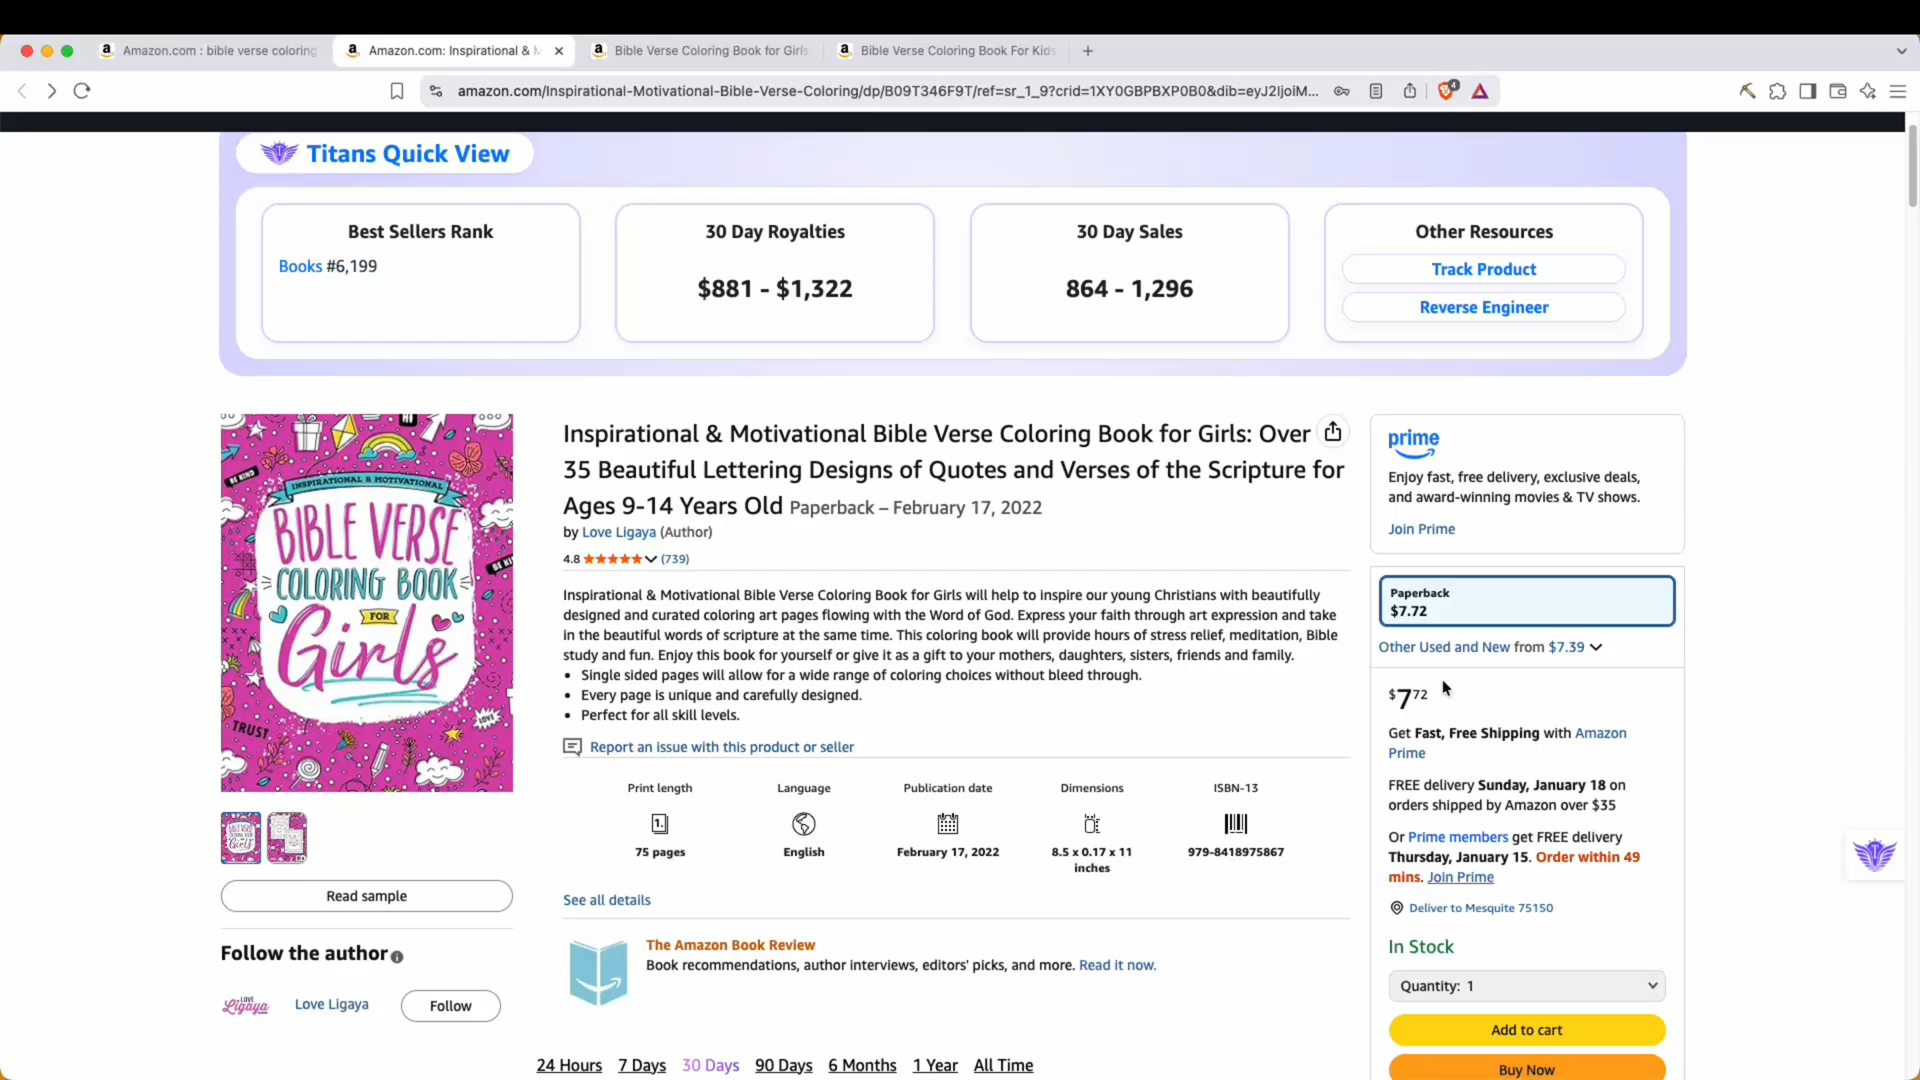 Amazon.com : bible verse coloring
Amazon.com: Inspirational & M
Bible Verse Coloring Book for Girls
Bible Verse Coloring Book For Kids
amazon.com/Inspirational-Motivational-Bible-Verse-Coloring/dp/B09T346F9T/ref=sr_1_9?crid=1XY0GBPBXP0B0&dib=eyJ2IjoiM...
4
Titans Quick View
Best Sellers Rank
Books #6,199
30 Day Royalties
$881 - $1,322
30 Day Sales
864 - 1,296
Other Resources
Track Product
Reverse Engineer
BE KIND
INSPIRATIONAL & MOTIVATIONAL
BIBLE VERSE
COLORING BOOK
FOR
Girls
TRUST
LOVE
Read sample
Follow the author
Love Ligaya
Love Ligaya
Follow
Inspirational & Motivational Bible Verse Coloring Book for Girls: Over
35 Beautiful Lettering Designs of Quotes and Verses of the Scripture for
Ages 9-14 Years Old Paperback – February 17, 2022
by Love Ligaya (Author)
4.8 (739)
Inspirational & Motivational Bible Verse Coloring Book for Girls will help to inspire our young Christians with beautifully
designed and curated coloring art pages flowing with the Word of God. Express your faith through art expression and take
in the beautiful words of scripture at the same time. This coloring book will provide hours of stress relief, meditation, Bible
study and fun. Enjoy this book for yourself or give it as a gift to your mothers, daughters, sisters, friends and family.
• Single sided pages will allow for a wide range of coloring choices without bleed through.
• Every page is unique and carefully designed.
• Perfect for all skill levels.
Report an issue with this product or seller
Print length
75 pages
Language
English
Publication date
February 17, 2022
Dimensions
8.5 x 0.17 x 11
inches
ISBN-13
979-8418975867
See all details
The Amazon Book Review
Book recommendations, author interviews, editors' picks, and more. Read it now.
24 Hours 7 Days 30 Days 90 Days 6 Months 1 Year All Time
prime
Enjoy fast, free delivery, exclusive deals,
and award-winning movies & TV shows.
Join Prime
Paperback
$7.72
Other Used and New from $7.39
$7 72
Get Fast, Free Shipping with Amazon
Prime
FREE delivery Sunday, January 18 on
orders shipped by Amazon over $35
Or Prime members get FREE delivery
Thursday, January 15. Order within 49
mins. Join Prime
Deliver to Mesquite 75150
In Stock
Quantity: 1
Add to cart
Buy Now